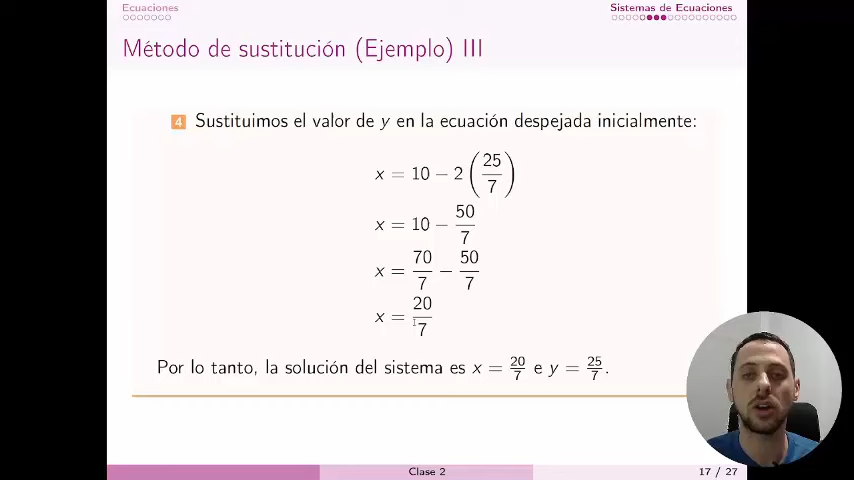 Ecuaciones
Sistemas de Ecuaciones
Método de sustitución (Ejemplo) III
4 Sustituimos el valor de y en la ecuación despejada inicialmente:
x = 10 − 2 (25/7)
x = 10 − 50/7
x = 70/7 − 50/7
x = 20/7
Por lo tanto, la solución del sistema es x = 20/7 e y = 25/7.
Clase 2
17 / 27